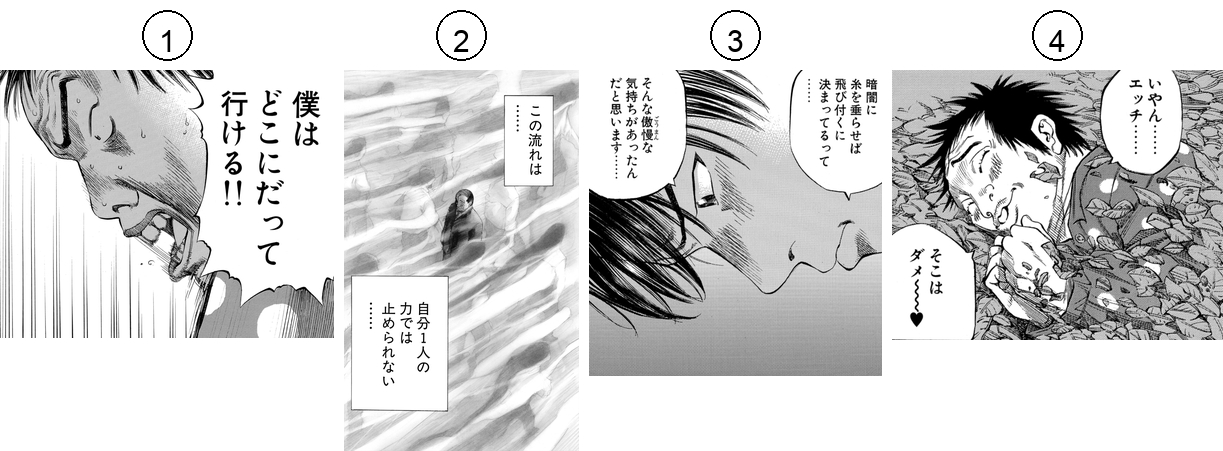 1
僕は
どこにだって
行ける!!
2
この流れは
……
自分1人の
力では
止められない
……
3
暗闇に
糸を垂らせば
飛び付くに
決まってるって
……
そんな傲慢な
気持ちがあったん
だと思います……
4
いやん……
エッチ……
そこは
ダメ〜〜〜♥